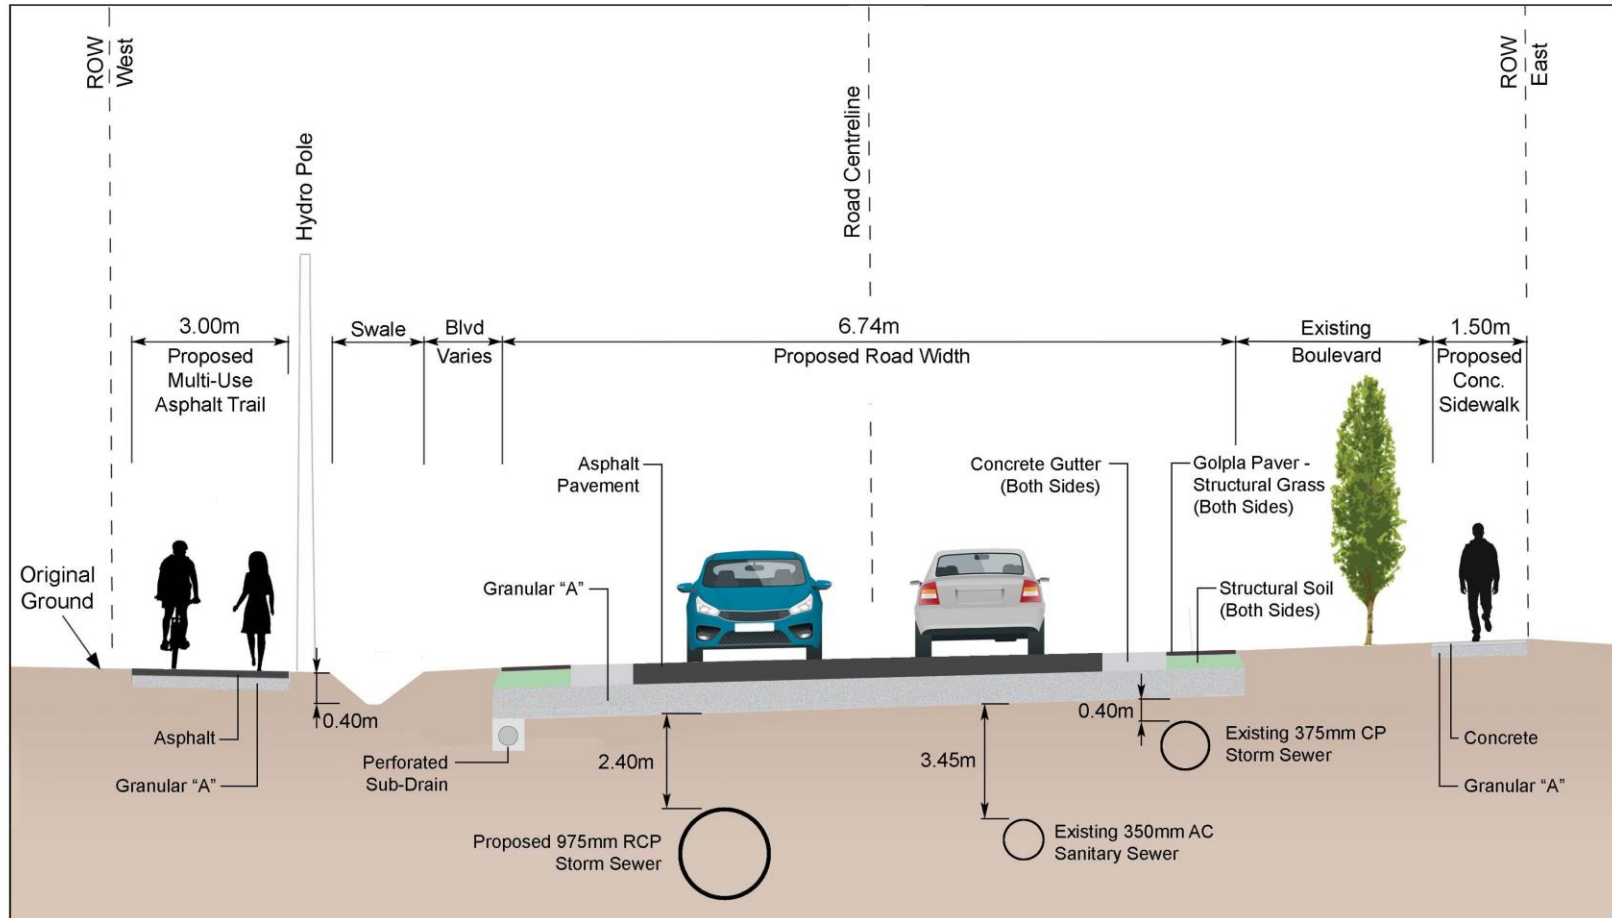 ROW
West
Hydro Pole
Road Centreline
ROW
East
3.00m
Proposed
Multi-Use
Asphalt Trail
Swale
Blvd
Varies
6.74m
Proposed Road Width
Existing
Boulevard
1.50m
Proposed
Conc.
Sidewalk
Asphalt
Pavement
Concrete Gutter
(Both Sides)
Golpla Paver -
Structural Grass
(Both Sides)
Original
Ground
Granular “A”
Structural Soil
(Both Sides)
0.40m
Asphalt
Granular “A”
Perforated
Sub-Drain
2.40m
3.45m
0.40m
Existing 375mm CP
Storm Sewer
Concrete
Granular “A”
Proposed 975mm RCP
Storm Sewer
Existing 350mm AC
Sanitary Sewer